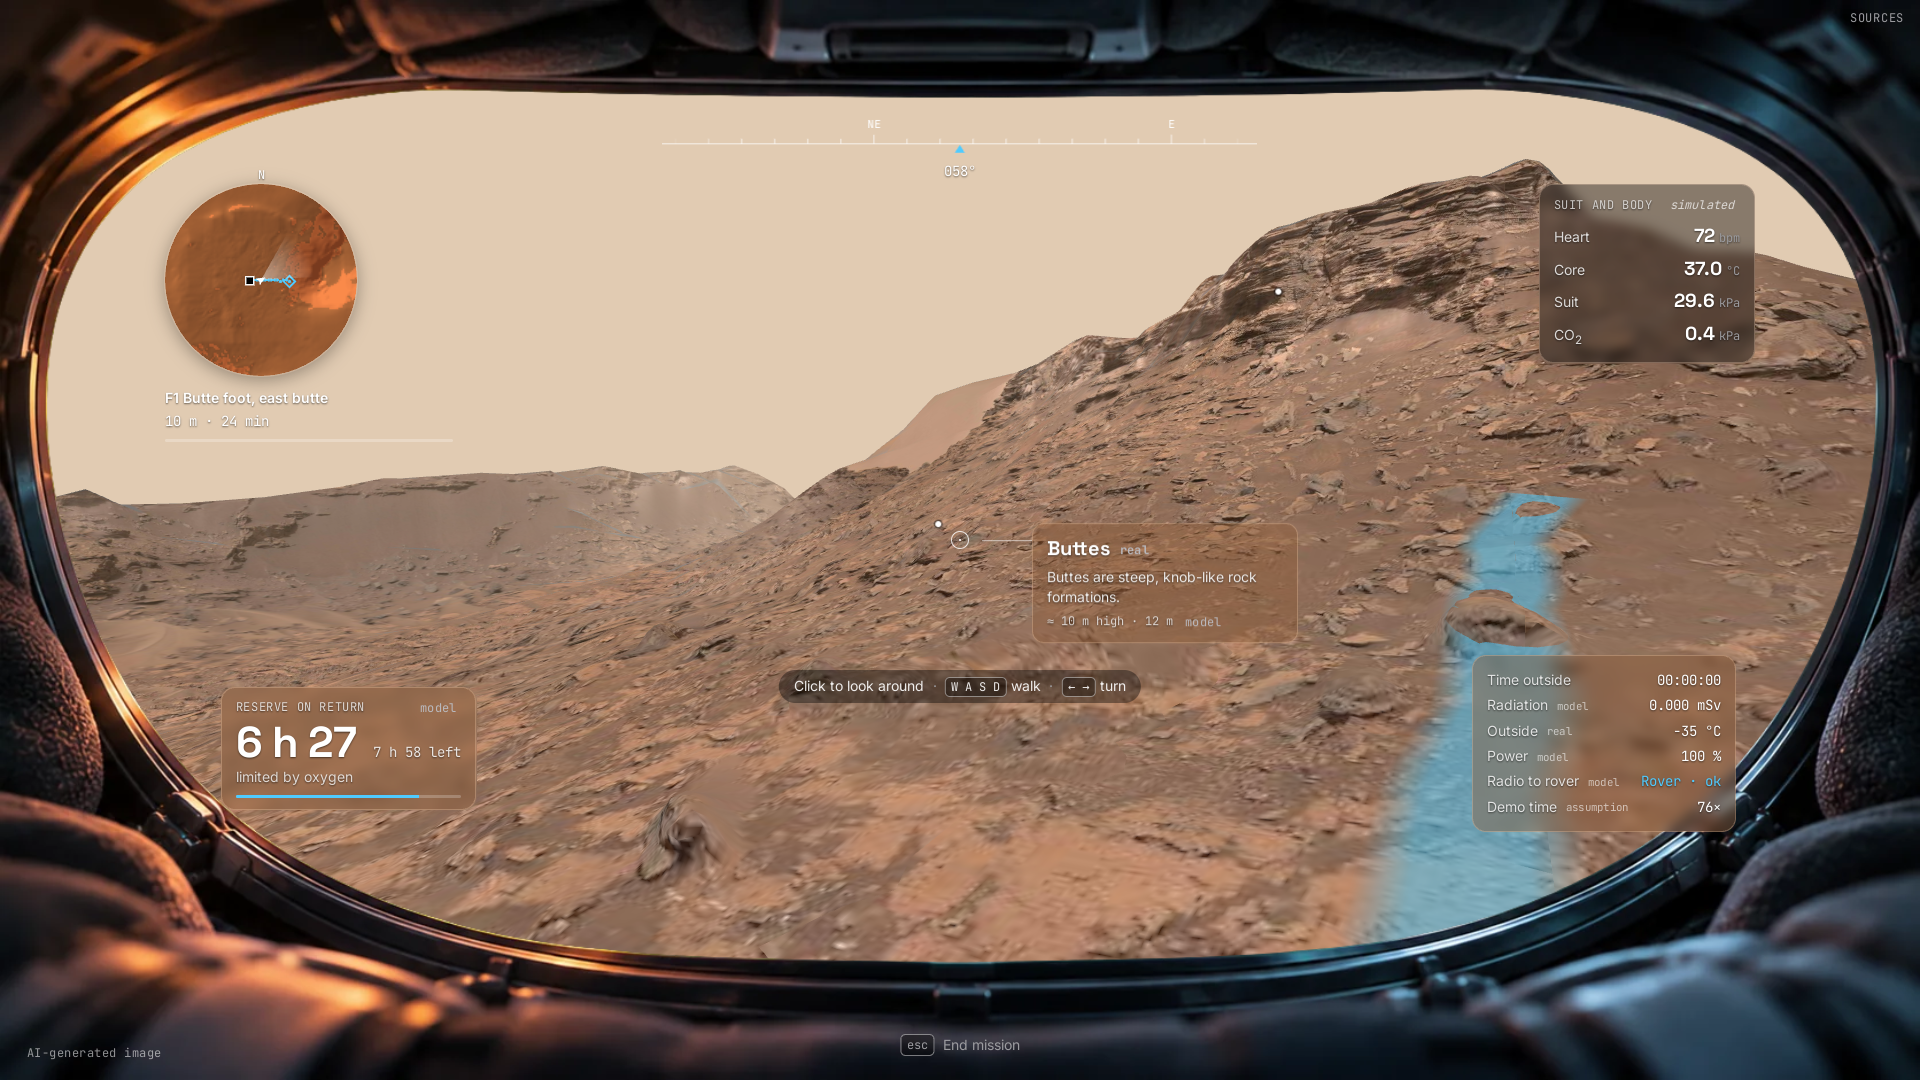 SOURCES
NE
E
058°
N
F1 Butte foot, east butte
10 m · 24 min
SUIT AND BODY simulated
Heart 72 bpm
Core 37.0 °C
Suit 29.6 kPa
CO2 0.4 kPa
Buttes real
Buttes are steep, knob-like rock
formations.
≈ 10 m high · 12 m model
Click to look around · W A S D walk · ← → turn
RESERVE ON RETURN model
6 h 27 7 h 58 left
limited by oxygen
Time outside 00:00:00
Radiation model 0.000 mSv
Outside real -35 °C
Power model 100 %
Radio to rover model Rover · ok
Demo time assumption 76×
esc End mission
AI-generated image